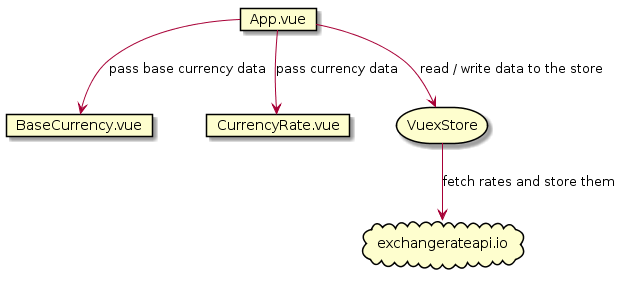 App.vue
pass base currency data
pass currency data
read / write data to the store
BaseCurrency.vue
CurrencyRate.vue
VuexStore
fetch rates and store them
exchangerateapi.io